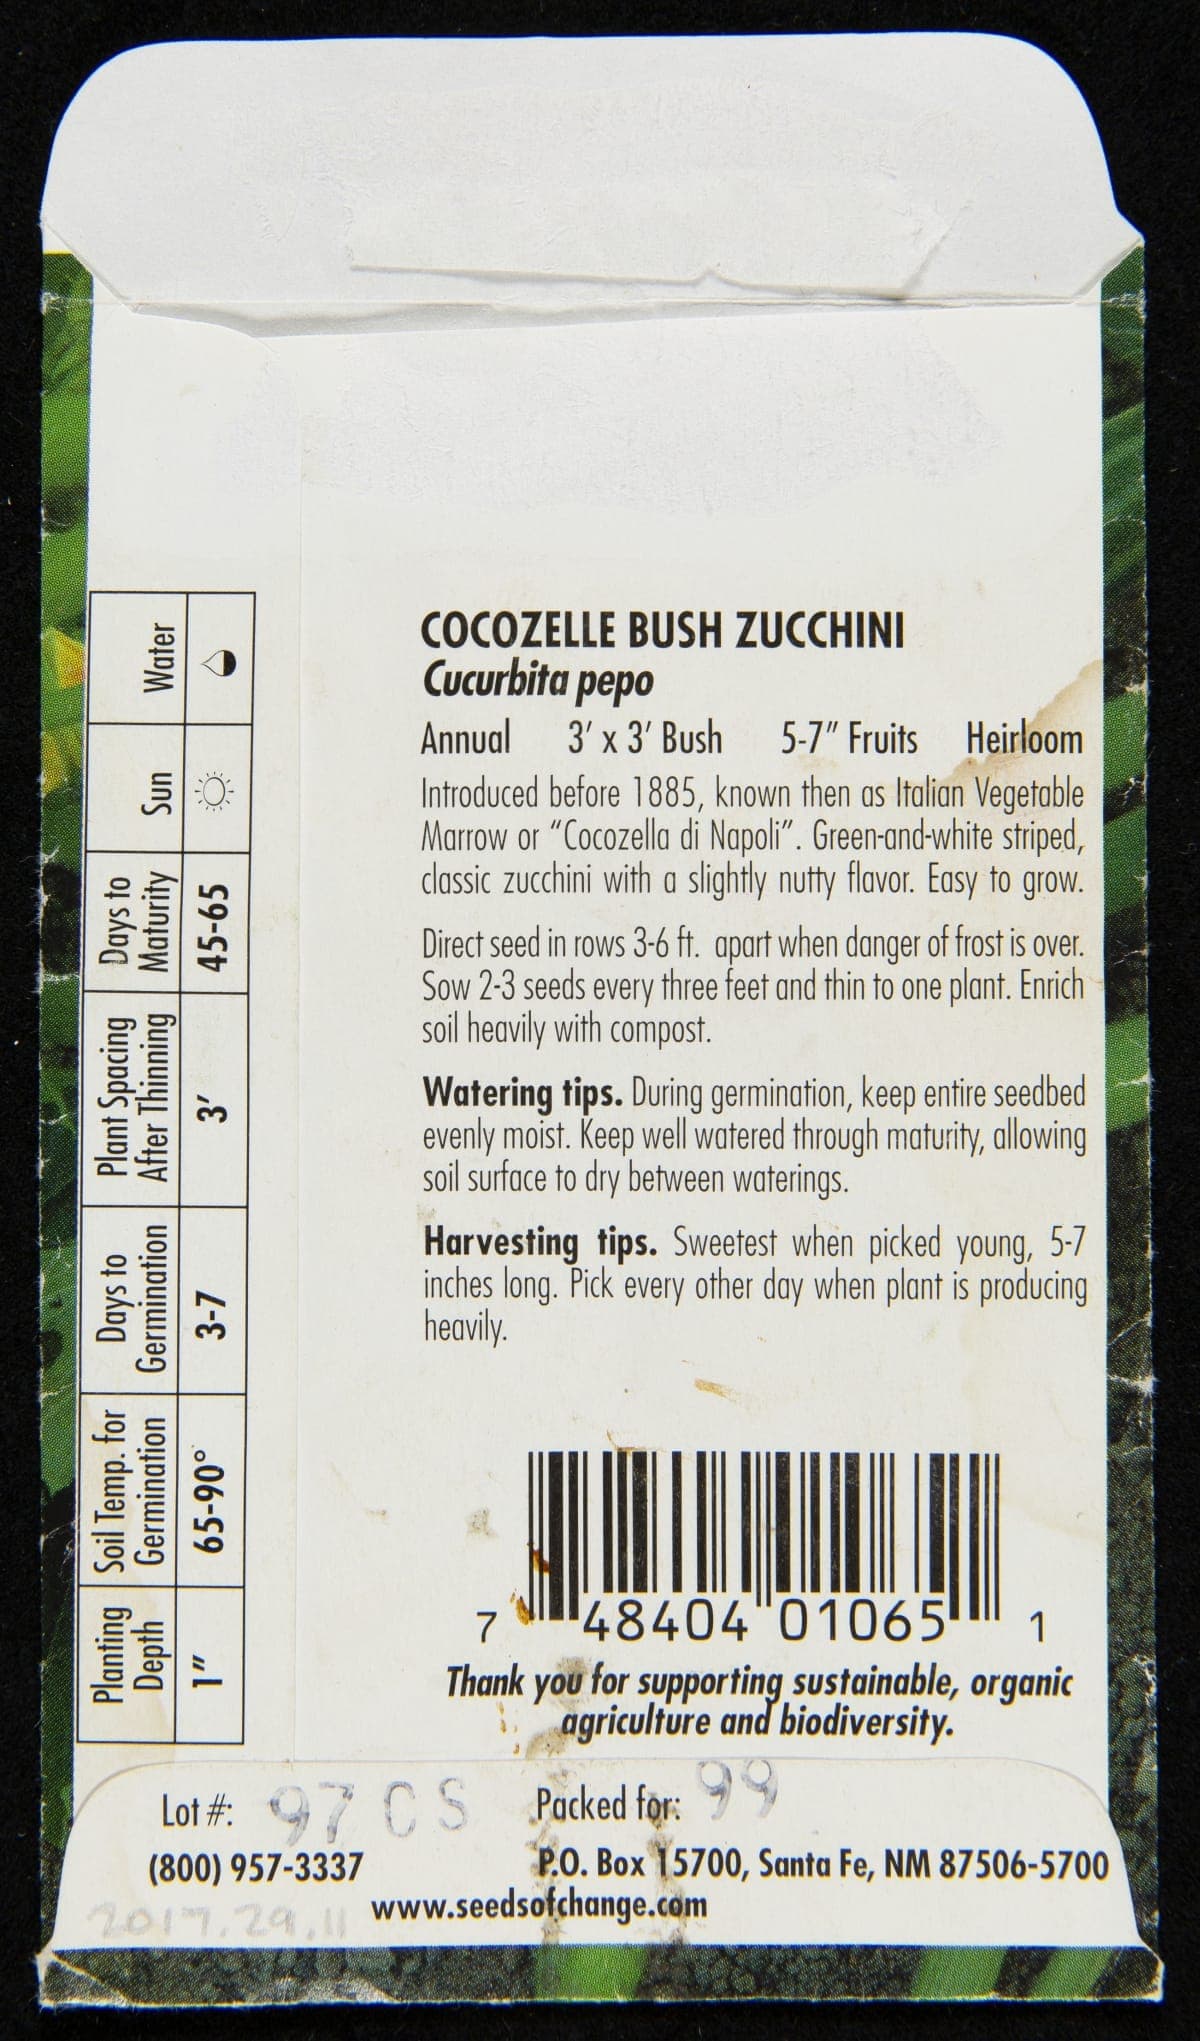 COCOZELLE BUSH ZUCCHINI
Cucurbita pepo
Annual 3' x 3' Bush 5-7" Fruits Heirloom
Introduced before 1885, known then as Italian Vegetable
Marrow or “Cocozella di Napoli”. Green-and-white striped,
classic zucchini with a slightly nutty flavor. Easy to grow.
Direct seed in rows 3-6 ft. apart when danger of frost is over.
Sow 2-3 seeds every three feet and thin to one plant. Enrich
soil heavily with compost.
Watering tips. During germination, keep entire seedbed
evenly moist. Keep well watered through maturity, allowing
soil surface to dry between waterings.
Harvesting tips. Sweetest when picked young, 5-7
inches long. Pick every other day when plant is producing
heavily.
7 48404 01065 1
Thank you for supporting sustainable, organic
agriculture and biodiversity.
Planting
Depth
1"
Soil Temp. for
Germination
65-90°
Days to
Germination
3-7
Plant Spacing
After Thinning
3'
Days to
Maturity
45-65
Sun
Water
Lot #: 97 CS Packed for: 99
(800) 957-3337 P.O. Box 15700, Santa Fe, NM 87506-5700
www.seedsofchange.com
2017.29.11